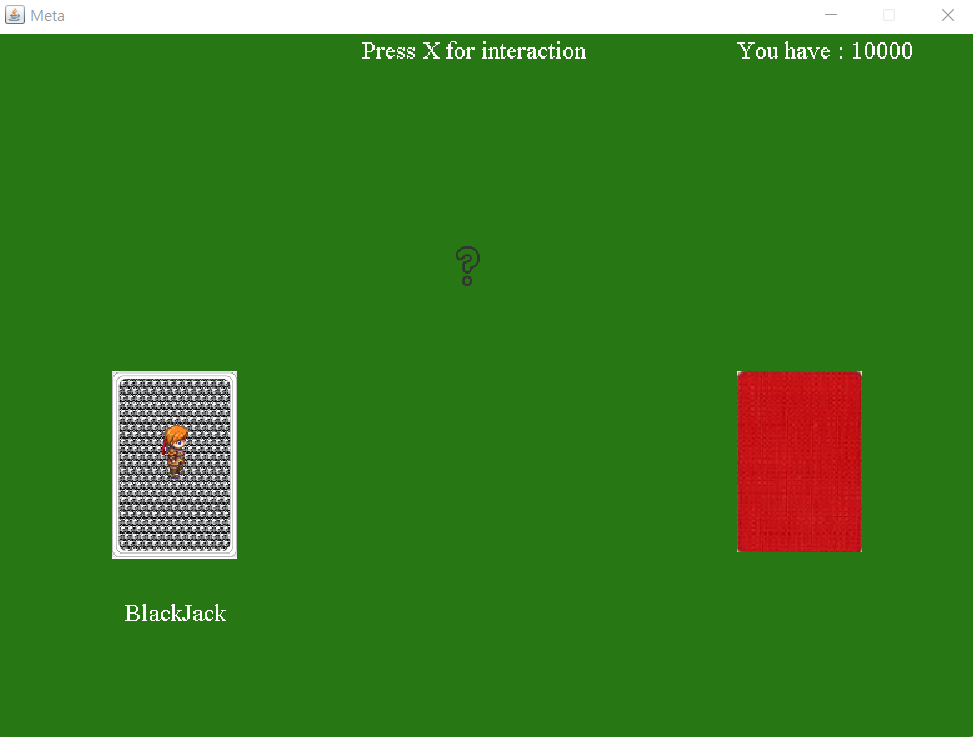 Meta
Press X for interaction
You have : 10000
?
BlackJack